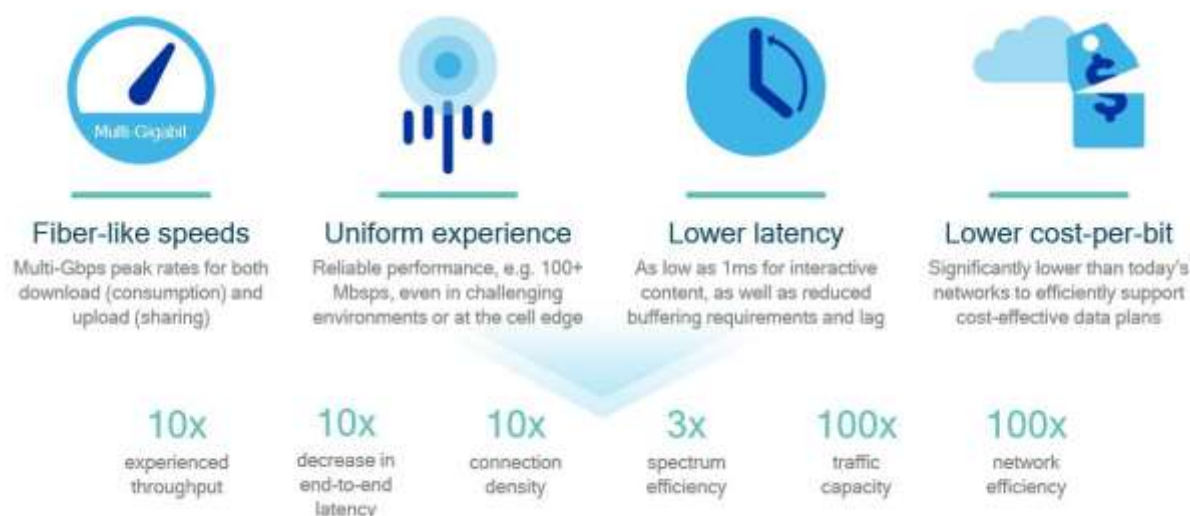 Multi-Gigabit
Fiber-like speeds
Multi-Gbps peak rates for both
download (consumption) and
upload (sharing)
Uniform experience
Reliable performance, e.g. 100+
Mbsps, even in challenging
environments or at the cell edge
Lower latency
As low as 1ms for interactive
content, as well as reduced
buffering requirements and lag
$
$
Lower cost-per-bit
Significantly lower than today's
networks to efficiently support
cost-effective data plans
10x
experienced
throughput
10x
decrease in
end-to-end
latency
10x
connection
density
3x
spectrum
efficiency
100x
traffic
capacity
100x
network
efficiency